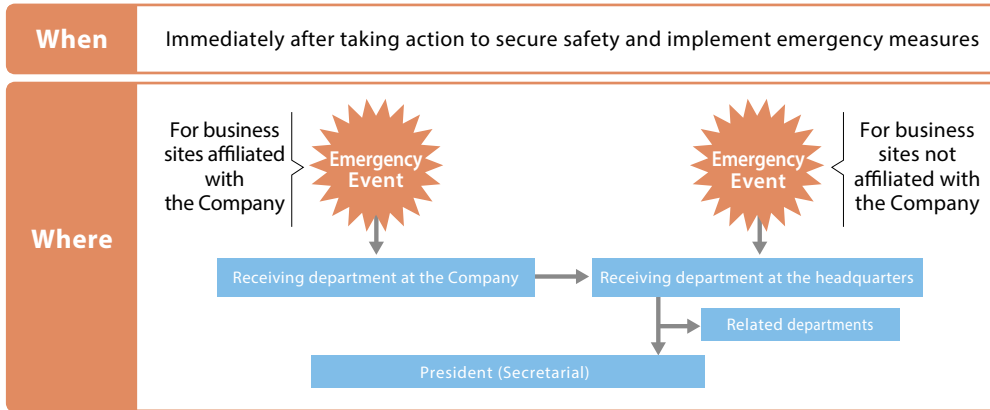 When
Immediately after taking action to secure safety and implement emergency measures
Where
For business
sites affiliated
with
the Company
Emergency
Event
Emergency
Event
For business
sites not
affiliated with
the Company
Receiving department at the Company
Receiving department at the headquarters
Related departments
President (Secretarial)